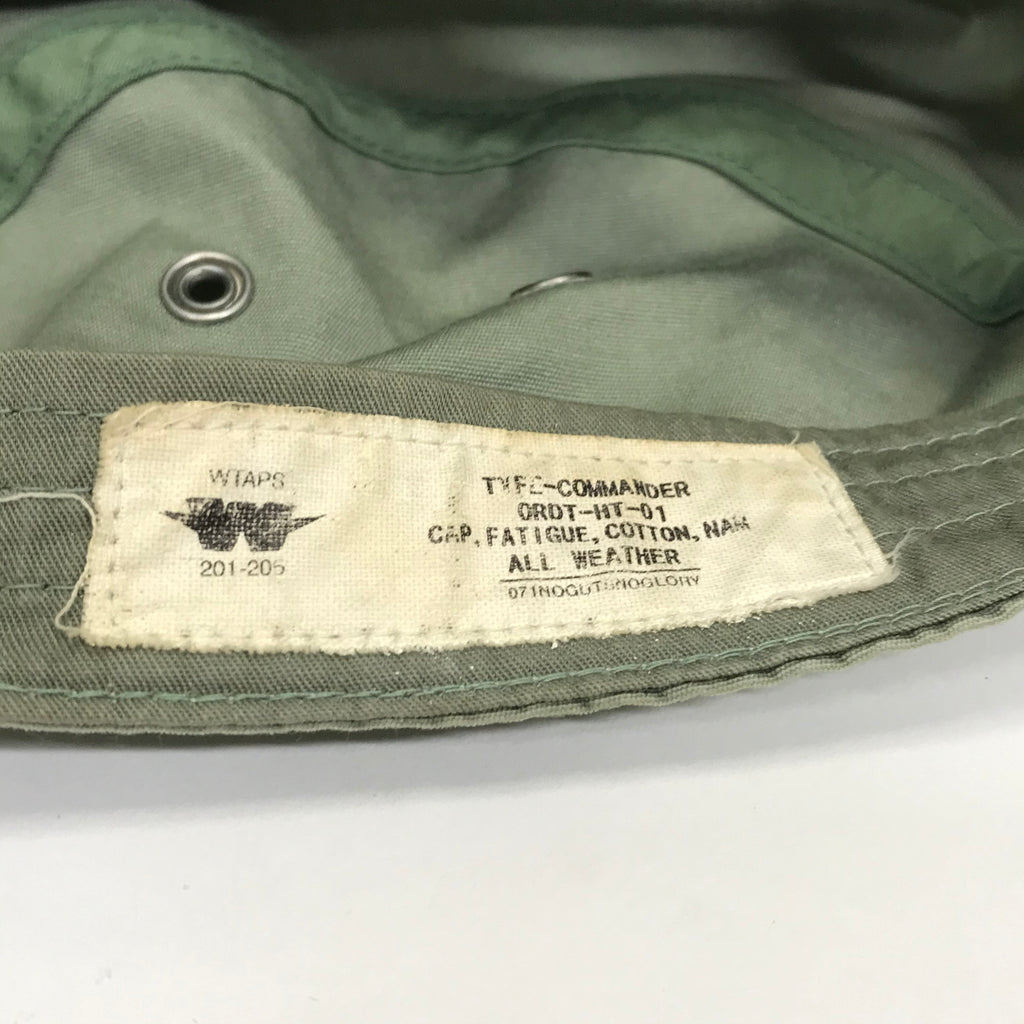 WTAPS
201-205
TYPE-COMMANDER
ORDT-HT-01
CAP, FATIGUE, COTTON, NAM
ALL WEATHER
071NOGUTSNOGLORY